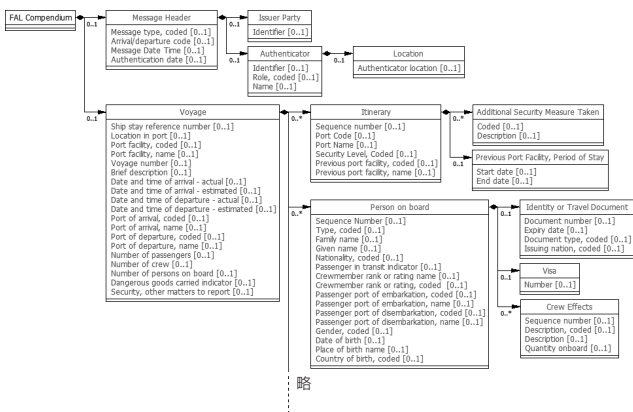 FAL Compendium
0..1
Message Header
Message type, coded [0..1]
Arrival/departure code [0..1]
Message Date Time [0..1]
Authentication date [0..1]
0..1
Issuer Party
Identifier [0..1]
0..1
Authenticator
Identifier [0..1]
Role, coded [0..1]
Name [0..1]
0..1
Location
Authenticator location [0..1]
0..1
Voyage
Ship stay reference number [0..1]
Location in port [0..1]
Port facility, coded [0..1]
Port facility, name [0..1]
Voyage number [0..1]
Brief description [0..1]
Date and time of arrival - actual [0..1]
Date and time of arrival - estimated [0..1]
Date and time of departure - actual [0..1]
Date and time of departure - estimated [0..1]
Port of arrival, coded [0..1]
Port of arrival, name [0..1]
Port of departure, coded [0..1]
Port of departure, name [0..1]
Number of passengers [0..1]
Number of crew [0..1]
Number of persons on board [0..1]
Dangerous goods carried indicator [0..1]
Security, other matters to report [0..1]
0..*
Itinerary
Sequence number [0..1]
Port Code [0..1]
Port Name [0..1]
Security Level, Coded [0..1]
Previous port facility, coded [0..1]
Previous port facility, name [0..1]
0..*
Additional Security Measure Taken
Coded [0..1]
Description [0..1]
0..1
Previous Port Facility, Period of Stay
Start date [0..1]
End date [0..1]
0..*
Person on board
Sequence Number [0..1]
Type, coded [0..1]
Family name [0..1]
Given name [0..1]
Nationality, coded [0..1]
Passenger in transit indicator [0..1]
Crewmember rank or rating name [0..1]
Crewmember rank or rating, coded [0..1]
Passenger port of embarkation, coded [0..1]
Passenger port of embarkation, name [0..1]
Passenger port of disembarkation, coded [0..1]
Passenger port of disembarkation, name [0..1]
Gender, coded [0..1]
Date of birth [0..1]
Place of birth name [0..1]
Country of birth, coded [0..1]
0..1
Identity or Travel Document
Document number [0..1]
Expiry date [0..1]
Document type, coded [0..1]
Issuing nation, coded [0..1]
0..1
Visa
Number [0..1]
0..*
Crew Effects
Sequence number [0..1]
Description, coded [0..1]
Description [0..1]
Quantity onboard [0..1]
略